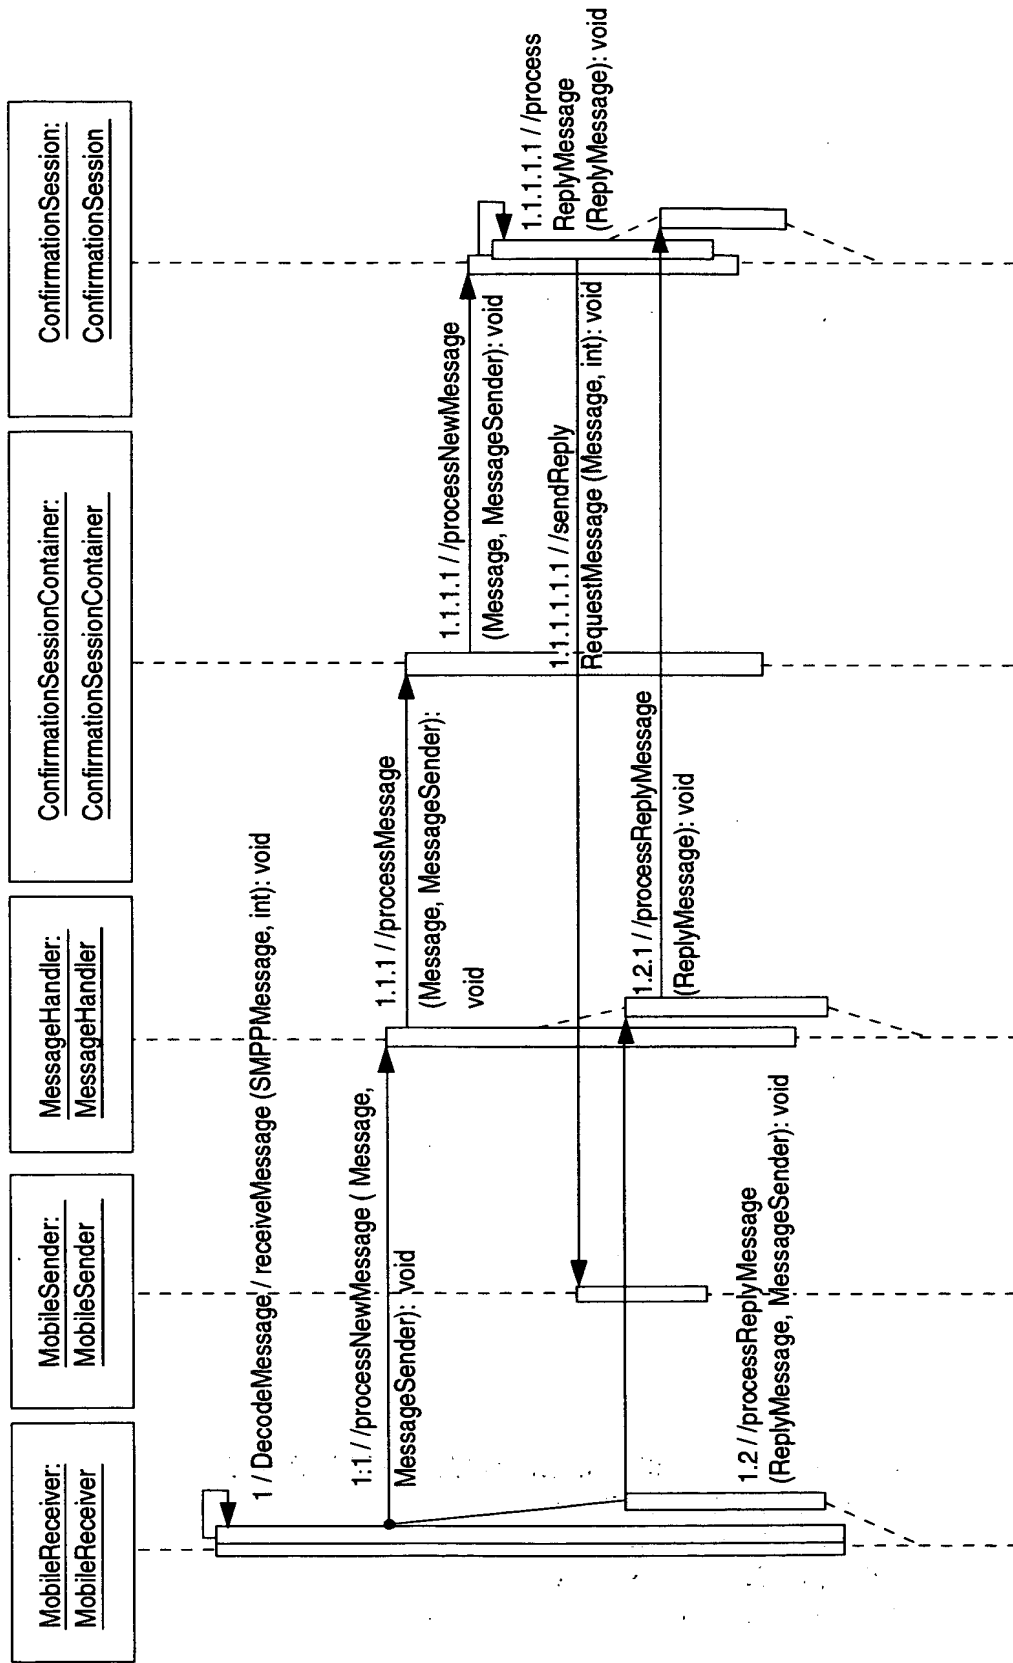 MobileReceiver:
MobileReceiver
MobileSender:
MobileSender
MessageHandler:
MessageHandler
ConfirmationSessionContainer:
ConfirmationSessionContainer
ConfirmationSession:
ConfirmationSession
1 / DecodeMessage / receiveMessage (SMPPMessage, int): void
1:1 / /processNewMessage ( Message,
MessageSender): void
1.1.1 / /processMessage
(Message, MessageSender):
void
1.1.1.1 / /processNewMessage
(Message, MessageSender): void
1.1.1.1.1 / /process
ReplyMessage
(ReplyMessage): void
1.1.1.1.1.1 / /sendReply
RequestMessage (Message, int): void
1.2 / /processReplyMessage
(ReplyMessage, MessageSender): void
1.2.1 / /processReplyMessage
(ReplyMessage): void